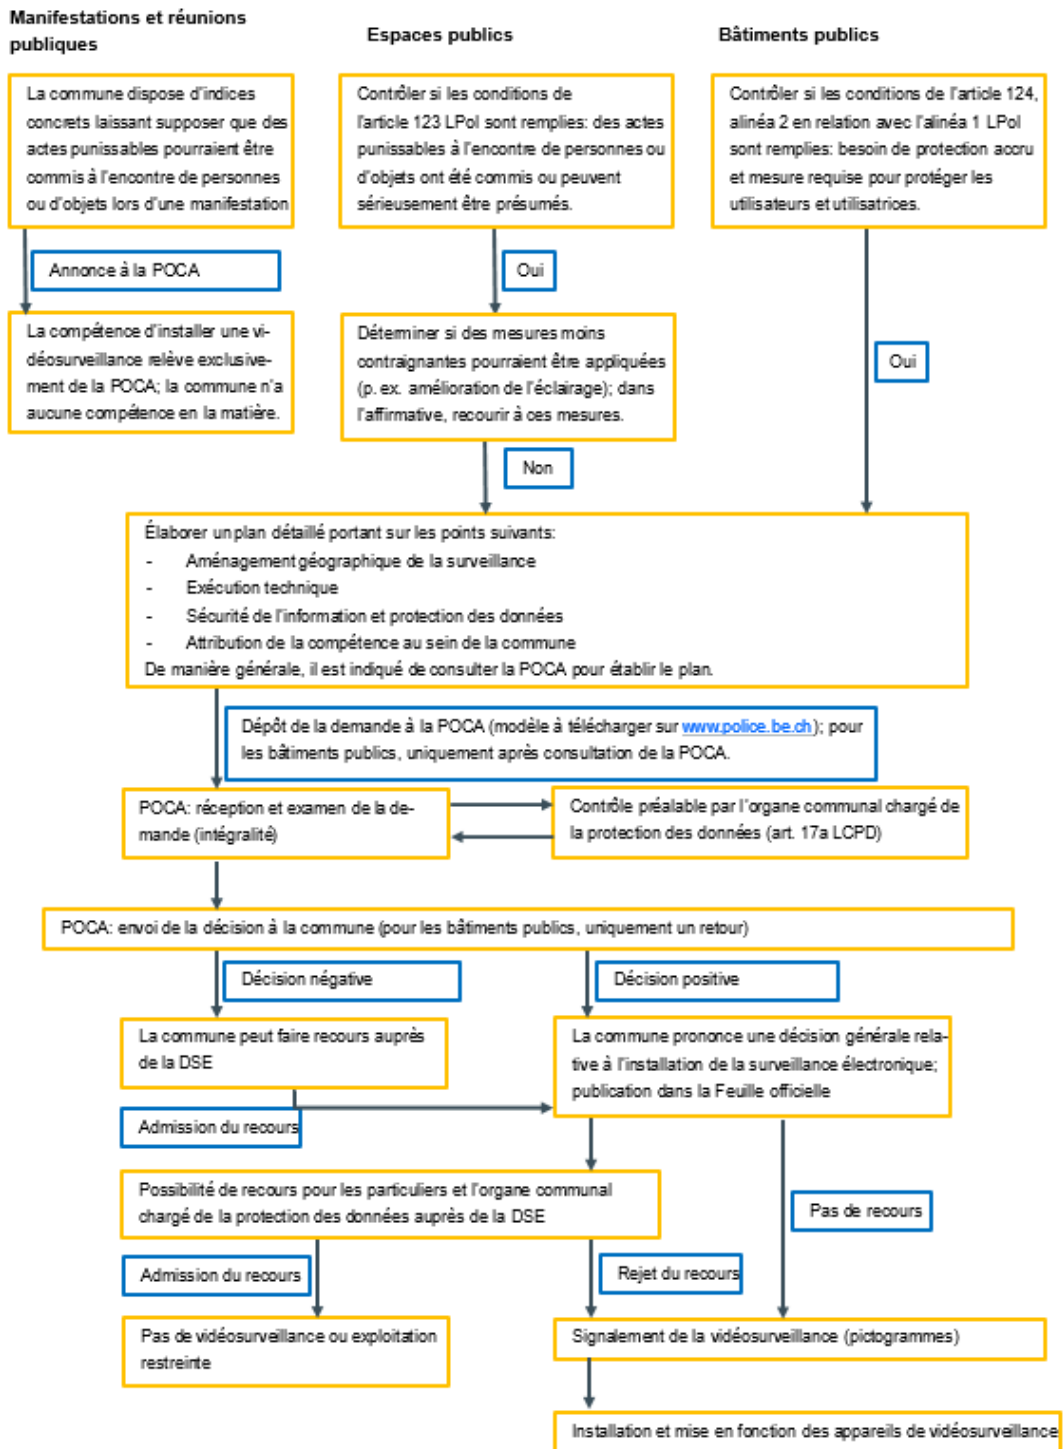 Manifestations et réunions
publiques
Espaces publics
Bâtiments publics
La commune dispose d'indices
concrets laissant supposer que des
actes punissables pourraient être
commis à l'encontre de personnes
ou d'objets lors d'une manifestation
Contrôler si les conditions de
l'article 123 LPol sont remplies: des actes
punissables à l'encontre de personnes ou
d'objets ont été commis ou peuvent
sérieusement être présumés.
Contrôler si les conditions de l'article 124,
alinéa 2 en relation avec l'alinéa 1 LPol
sont remplies: besoin de protection accru
et mesure requise pour protéger les
utilisateurs et utilisatrices.
Annonce à la POCA
Oui
La compétence d'installer une vi-
déosurveillance relève exclusive-
ment de la POCA; la commune n'a
aucune compétence en la matière.
Déterminer si des mesures moins
contraignantes pourraient être appliquées
(p. ex. amélioration de l'éclairage); dans
l'affirmative, recourir à ces mesures.
Oui
Non
Élaborer un plan détaillé portant sur les points suivants:
- Aménagement géographique de la surveillance
- Exécution technique
- Sécurité de l'information et protection des données
- Attribution de la compétence au sein de la commune
De manière générale, il est indiqué de consulter la POCA pour établir le plan.
Dépôt de la demande à la POCA (modèle à télécharger sur www.police.be.ch); pour
les bâtiments publics, uniquement après consultation de la POCA.
POCA: réception et examen de la de-
mande (intégralité)
Contrôle préalable par l'organe communal chargé de
la protection des données (art. 17a LCPD)
POCA: envoi de la décision à la commune (pour les bâtiments publics, uniquement un retour)
Décision négative
Décision positive
La commune peut faire recours auprès
de la DSE
La commune prononce une décision générale rela-
tive à l'installation de la surveillance électronique;
publication dans la Feuille officielle
Admission du recours
Possibilité de recours pour les particuliers et l'organe communal
chargé de la protection des données auprès de la DSE
Pas de recours
Admission du recours
Rejet du recours
Pas de vidéosurveillance ou exploitation
restreinte
Signalement de la vidéosurveillance (pictogrammes)
Installation et mise en fonction des appareils de vidéosurveillance